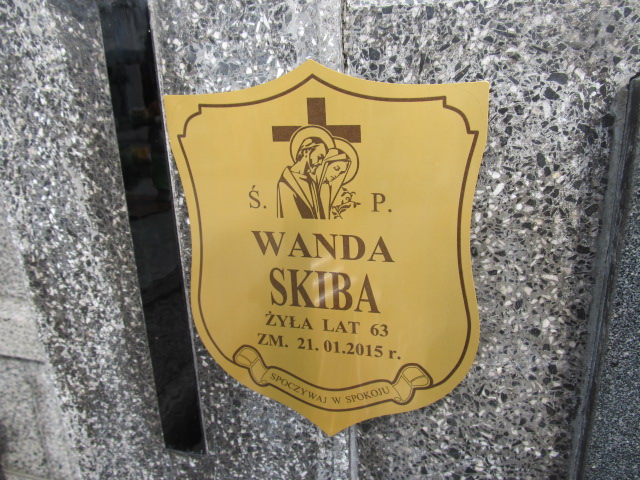 Ś. P.
WANDA
SKIBA
ŻYŁA LAT 63
ZM. 21.01.2015 r.
SPOCZYWAJ W SPOKOJU